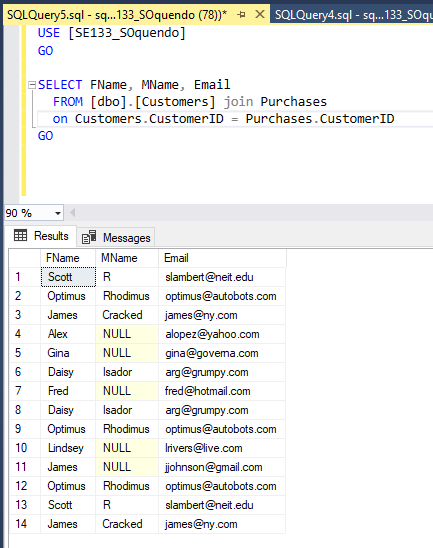 SQLQuery5.sql - sq...133_SOquendo (78))*
SQLQuery4.sql - sq...133_SOqu
USE [SE133_SOquendo]
GO
SELECT FName, MName, Email
FROM [dbo].[Customers] join Purchases
on Customers.CustomerID = Purchases.CustomerID
GO
90 %
Results Messages
FName MName Email
1 Scott R slambert@neit.edu
2 Optimus Rhodimus optimus@autobots.com
3 James Cracked james@ny.com
4 Alex NULL alopez@yahoo.com
5 Gina NULL gina@governa.com
6 Daisy Isador arg@grumpy.com
7 Fred NULL fred@hotmail.com
8 Daisy Isador arg@grumpy.com
9 Optimus Rhodimus optimus@autobots.com
10 Lindsey NULL lrivers@live.com
11 James NULL jjohnson@gmail.com
12 Optimus Rhodimus optimus@autobots.com
13 Scott R slambert@neit.edu
14 James Cracked james@ny.com